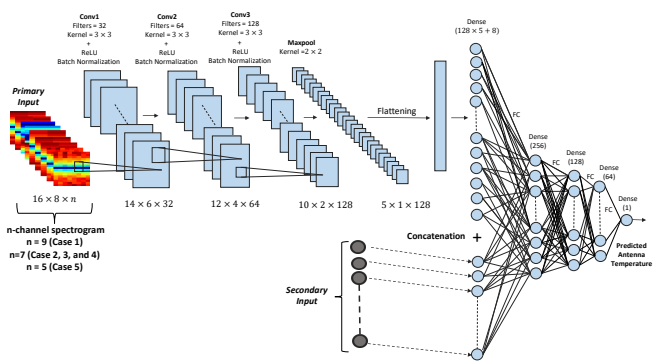 Conv1
Filters = 32
Kernel = 3 × 3
+
ReLU
Batch Normalization
Conv2
Filters = 64
Kernel = 3 × 3
+
ReLU
Batch Normalization
Conv3
Filters = 128
Kernel = 3 × 3
+
ReLU
Batch Normalization
Maxpool
Kernel =2 × 2
Flattening
Dense
(128 × 5 + 8)
FC
Dense
(256)
FC
Dense
(128)
FC
Dense
(64)
FC
Dense
(1)
Predicted
Antenna
Temperature
Primary
Input
16 × 8 × n
14 × 6 × 32
12 × 4 × 64
10 × 2 × 128
5 × 1 × 128
n-channel spectrogram
n = 9 (Case 1)
n=7 (Case 2, 3, and 4)
n = 5 (Case 5)
Concatenation +
Secondary
Input